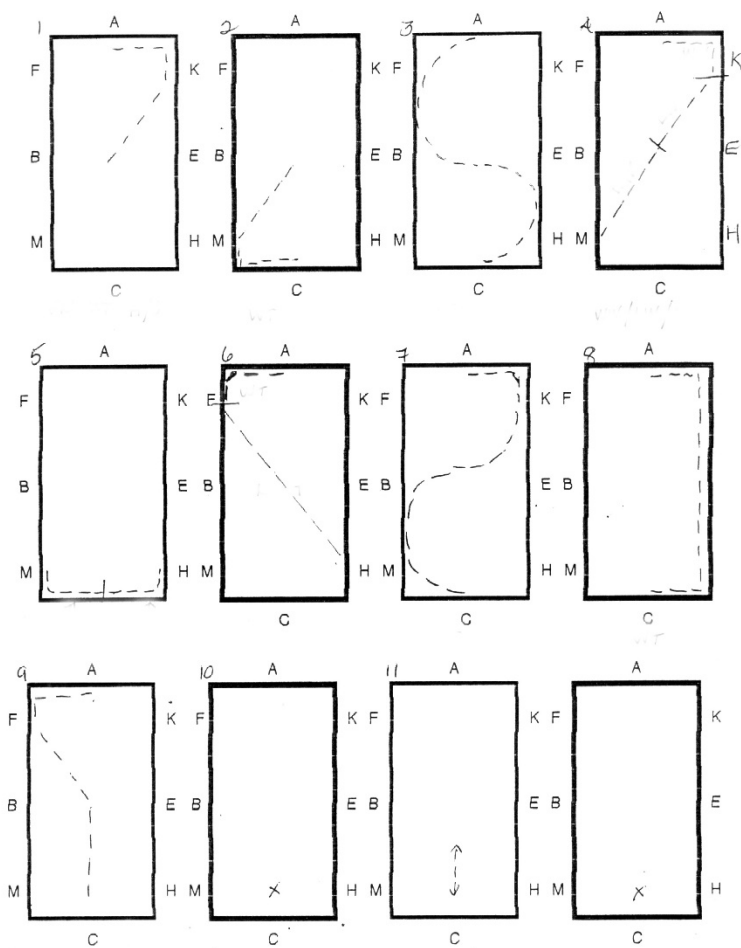 1 A 2 A 3 A 4 A
F K F K F K F K
B E B E B E B E
M H M H M H M H
C C C C
5 A 6 A 7 A 8 A
F K F K F K F
B E B E B E B
M H M H M H M
C C C
9 A 10 A 11 A A
F K F K F K F K
B E B E B E B E
M H M H M H M H
C C C C